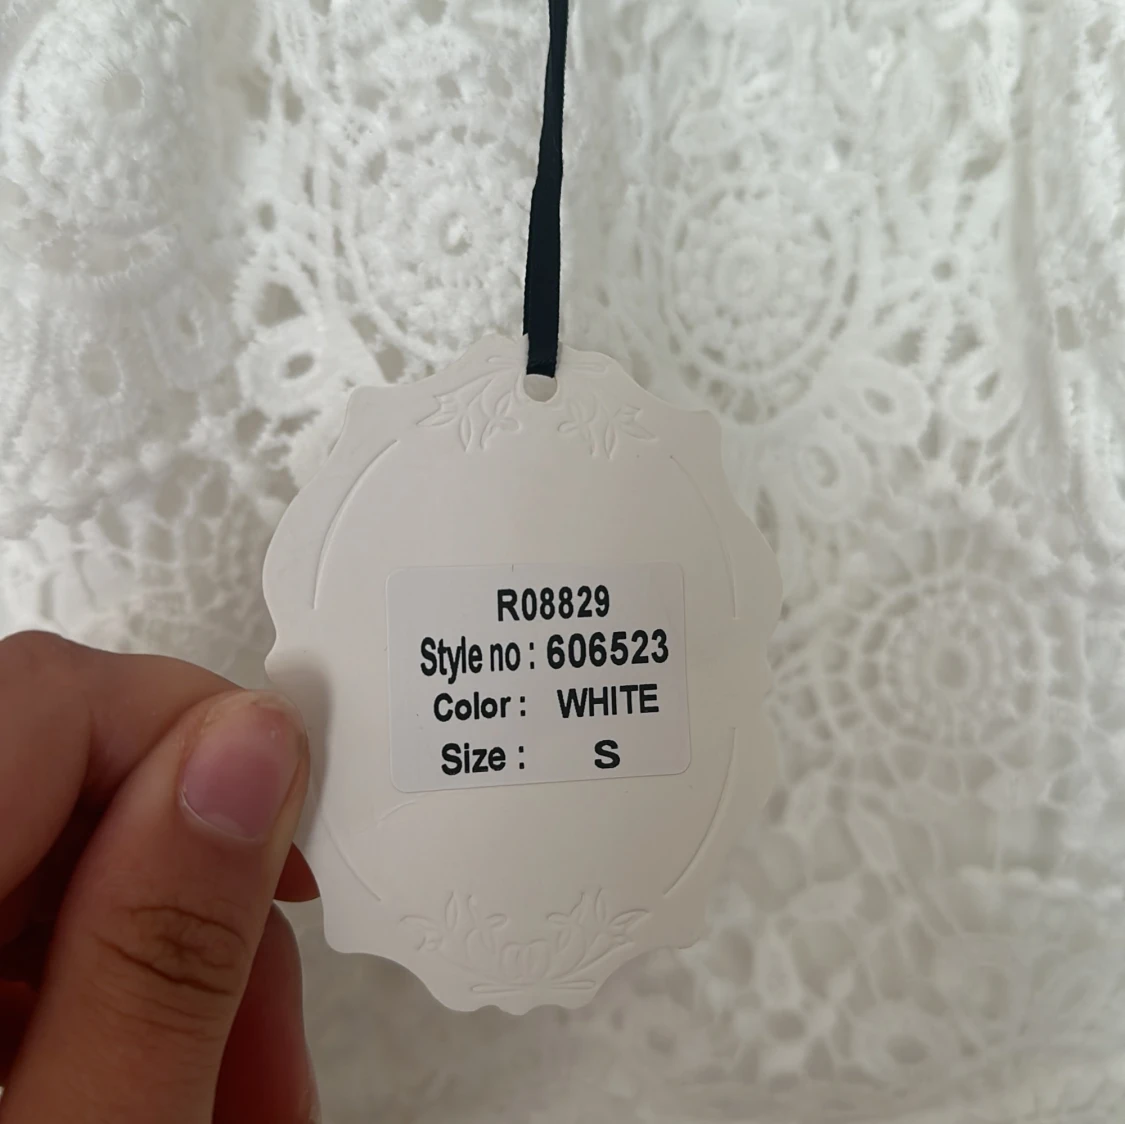 R08829
Style no : 606523
Color : WHITE
Size : S